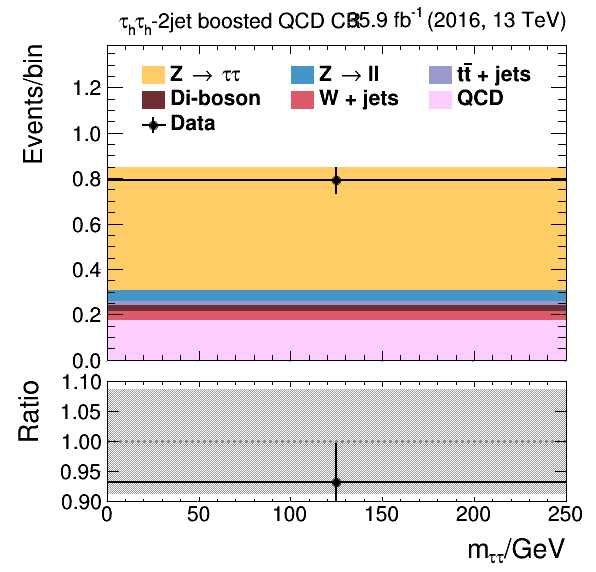 τhτh-2jet boosted QCD CR 35.9 fb-1 (2016, 13 TeV)
Events/bin
Z → ττ Z → ll tt̄ + jets
Di-boson W + jets QCD
Data
1.2
1.0
0.8
0.6
0.4
0.2
0.0
Ratio
1.10
1.05
1.00
0.95
0.90
0 50 100 150 200 250
mττ/GeV